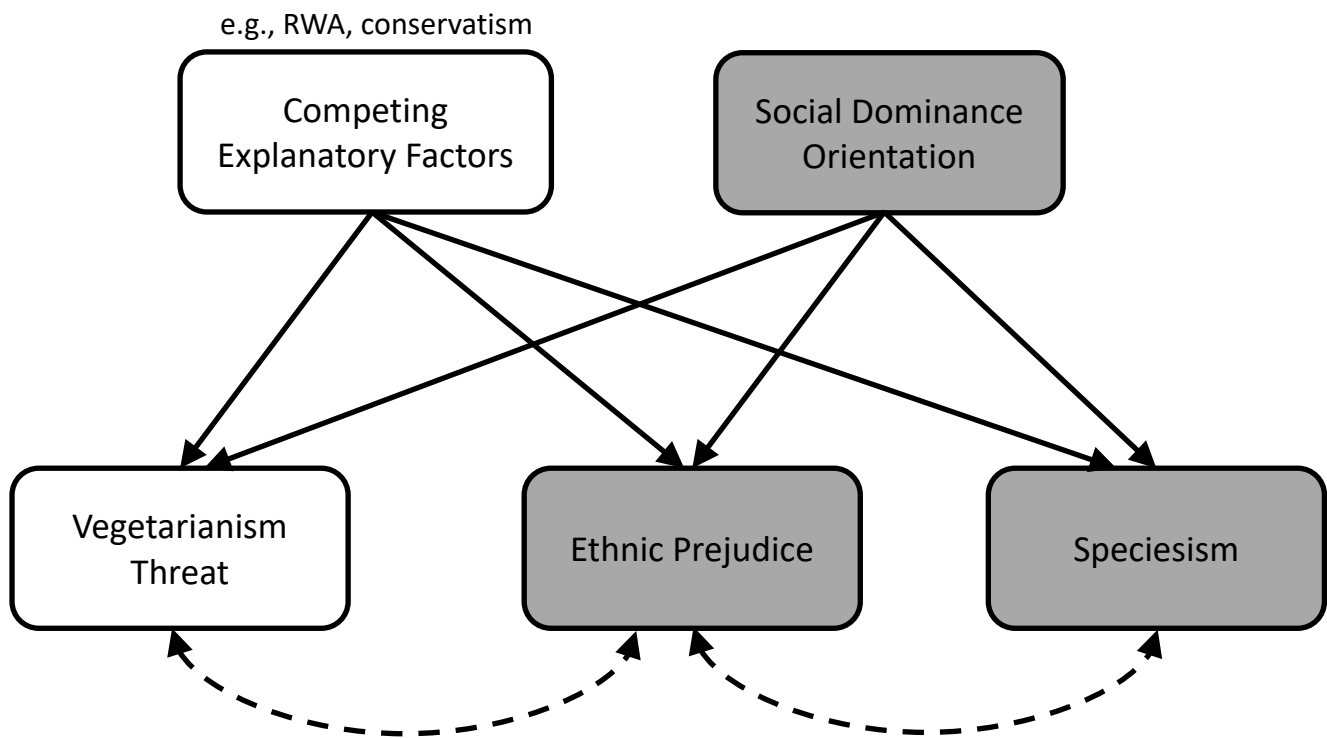 e.g., RWA, conservatism
Competing
Explanatory Factors
Social Dominance
Orientation
Vegetarianism
Threat
Ethnic Prejudice
Speciesism